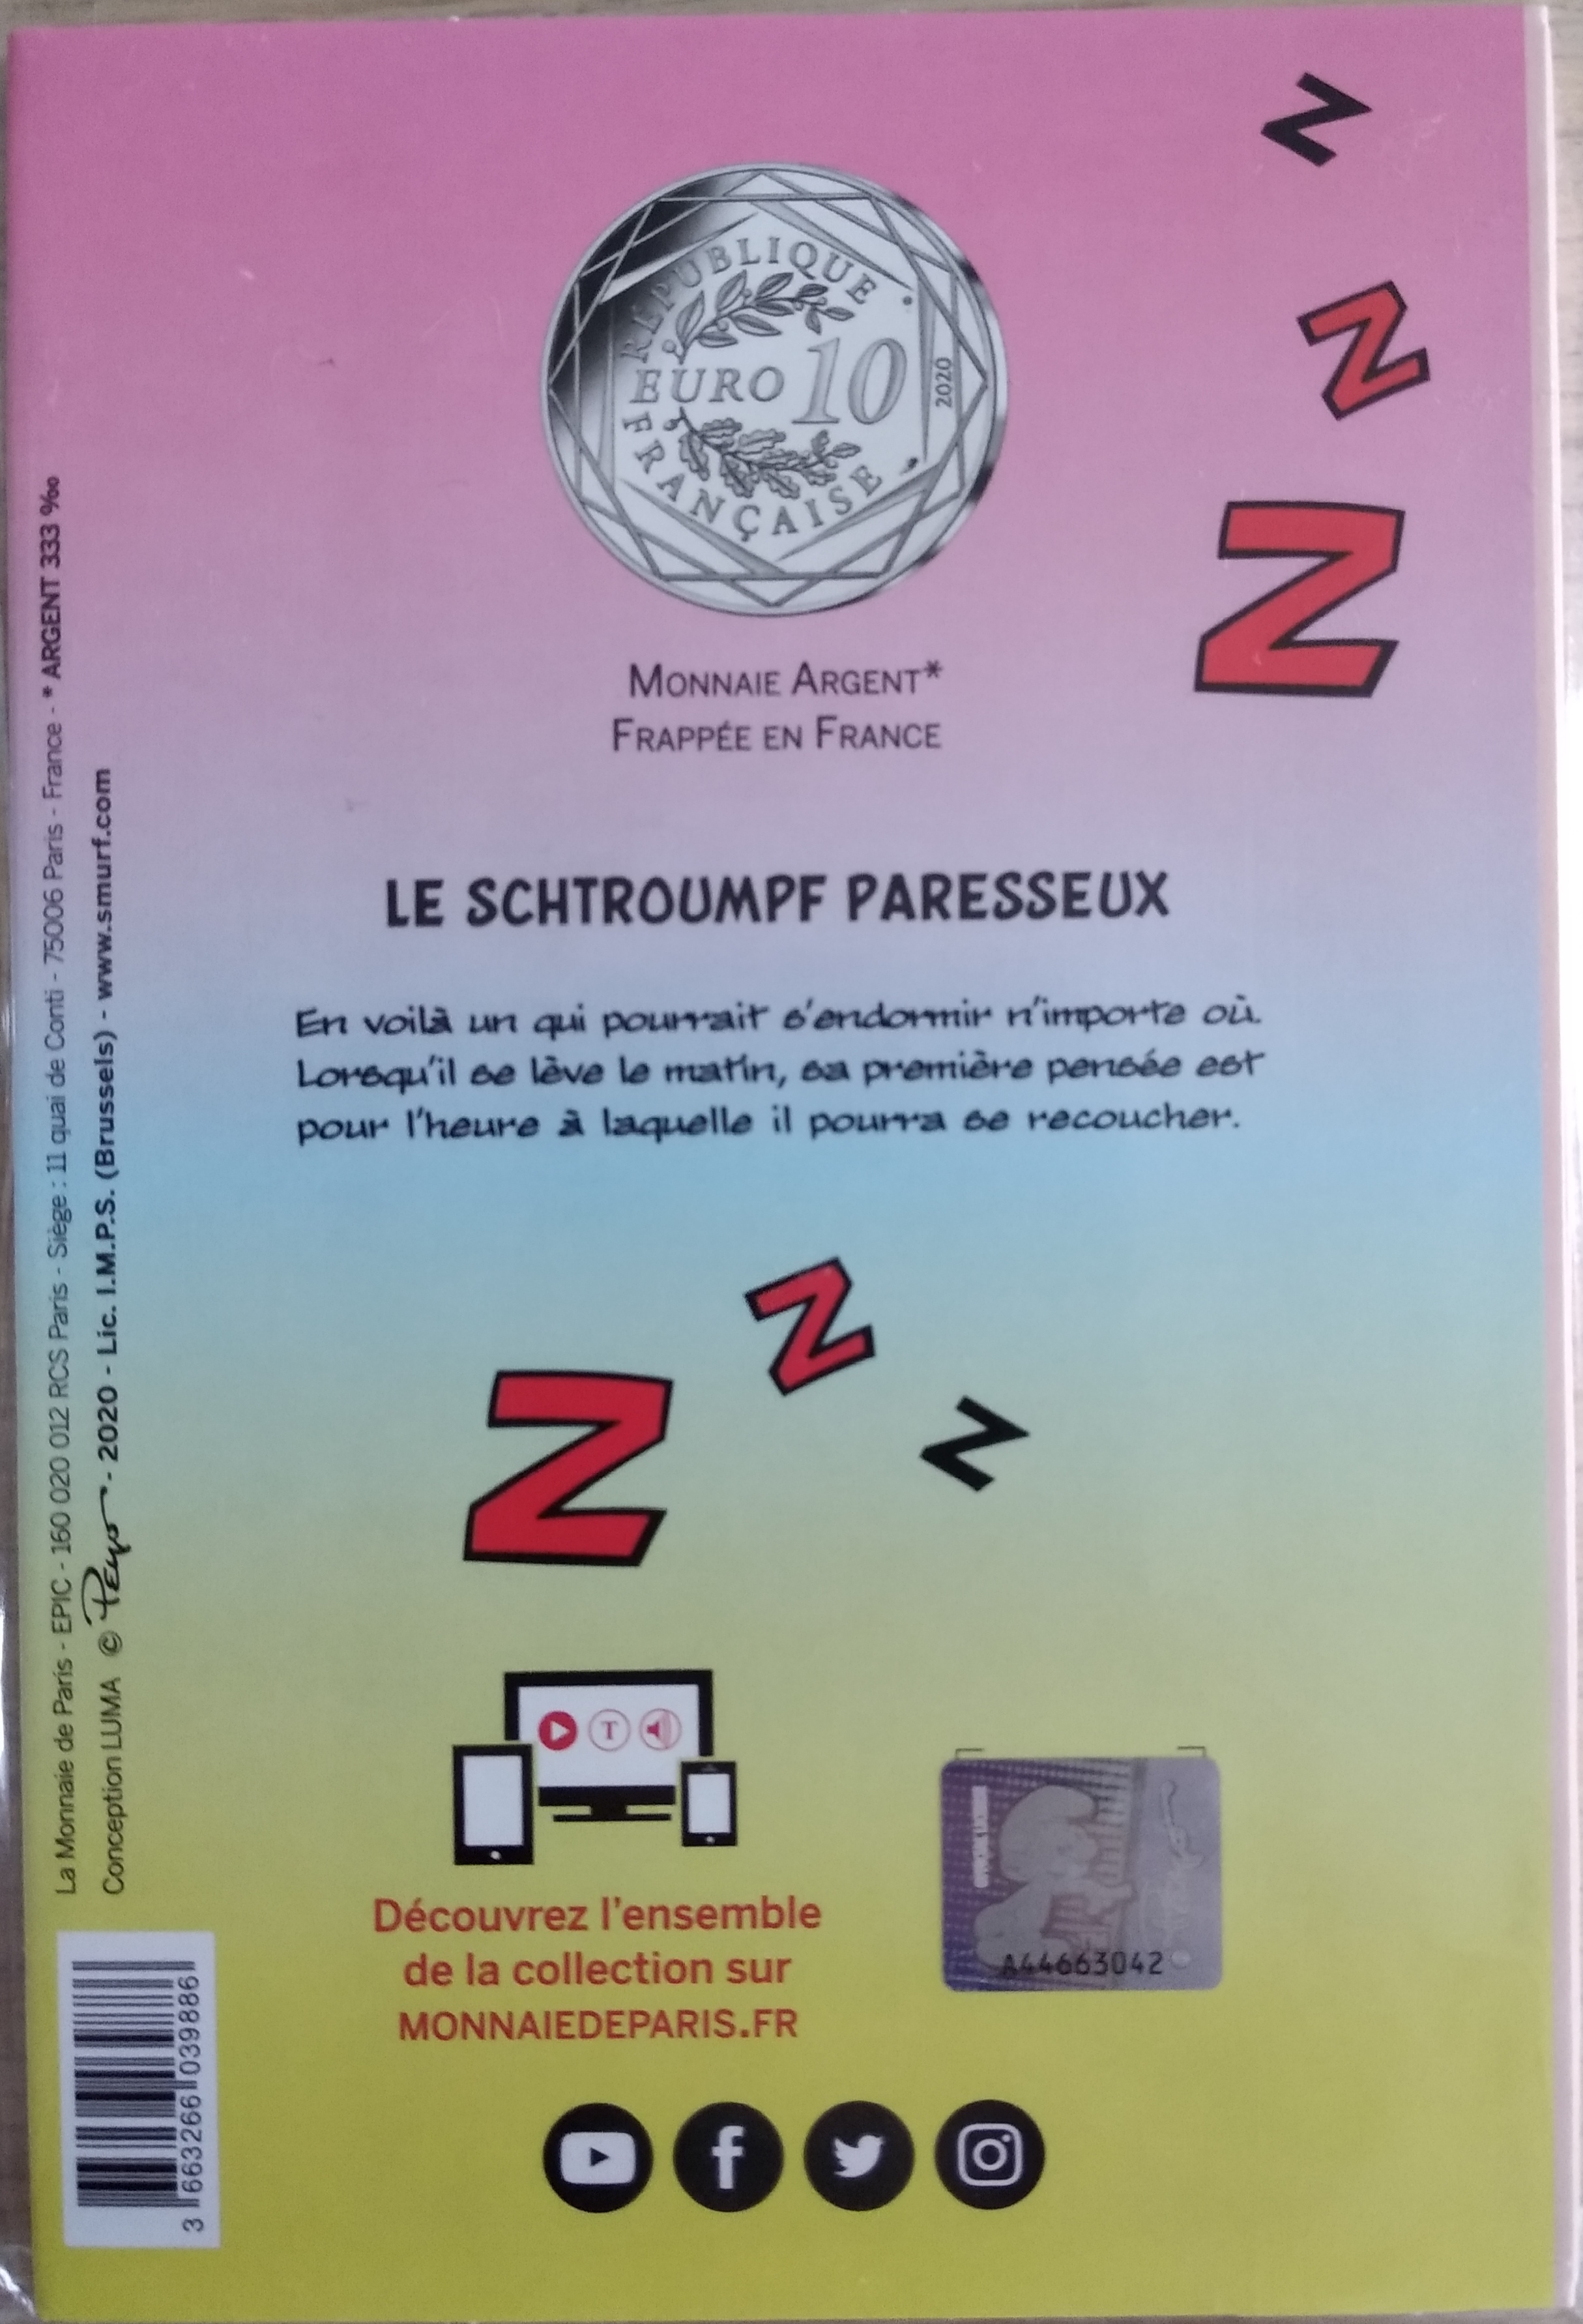 Z
Z
Z
RÉPUBLIQUE
FRANÇAISE
EURO 10
2020
MONNAIE ARGENT*
FRAPPÉE EN FRANCE
LE SCHTROUMPF PARESSEUX
En voilà un qui pourrait s'endormir n'importe où.
Lorsqu'il se lève le matin, sa première pensée est
pour l'heure à laquelle il pourra se recoucher.
Z
Z
Z
T
Découvrez l'ensemble
de la collection sur
MONNAIEDEPARIS.FR
A44663042
f
La Monnaie de Paris - EPIC - 160 020 012 RCS Paris - Siège : 11 quai de Conti - 75006 Paris - France - * ARGENT 333 ‰
Conception LUMA © Peyo - 2020 - Lic. I.M.P.S. (Brussels) - www.smurf.com
3 663266 039886